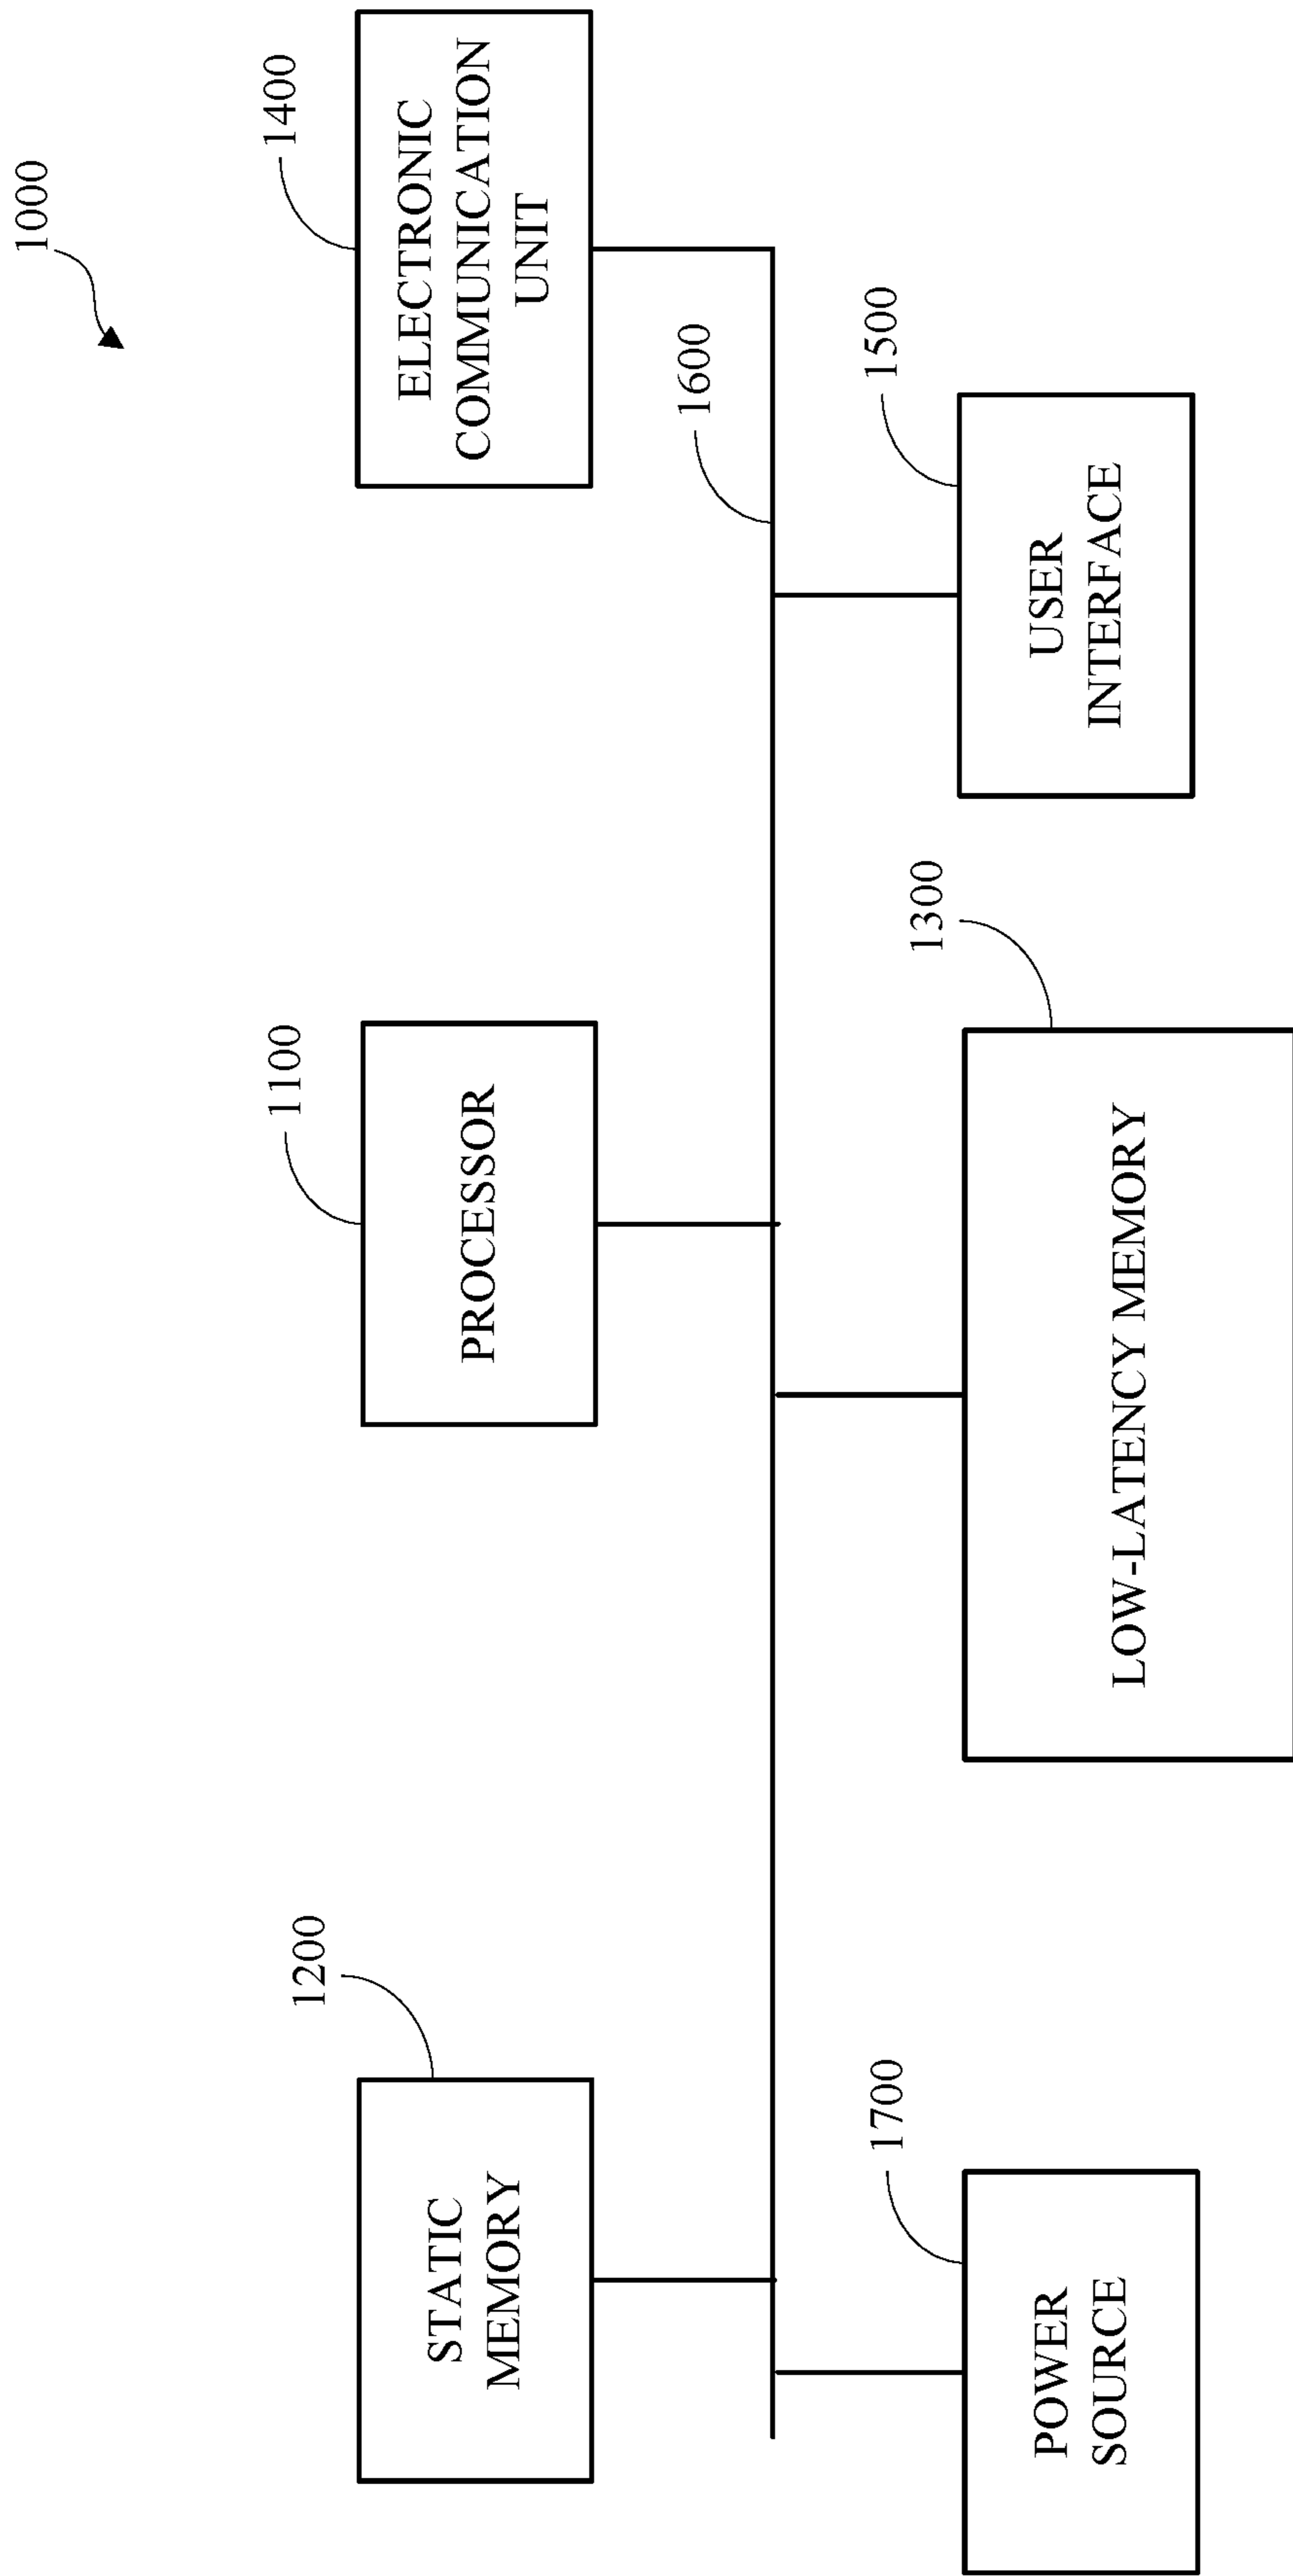 1000
1200
STATIC
MEMORY
1100
PROCESSOR
1400
ELECTRONIC
COMMUNICATION
UNIT
1600
1700
POWER
SOURCE
1300
LOW-LATENCY MEMORY
1500
USER
INTERFACE